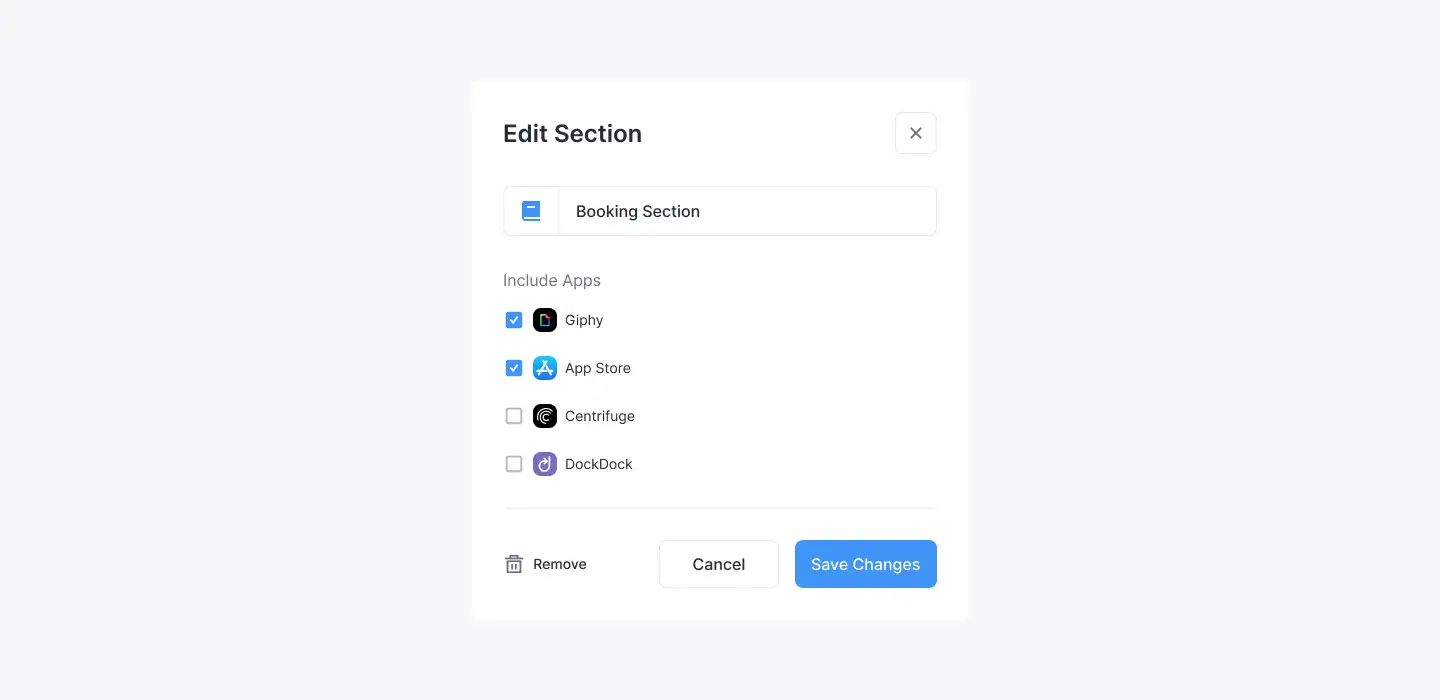 Edit Section
Booking Section
Include Apps
Giphy
App Store
Centrifuge
DockDock
Remove
Cancel
Save Changes